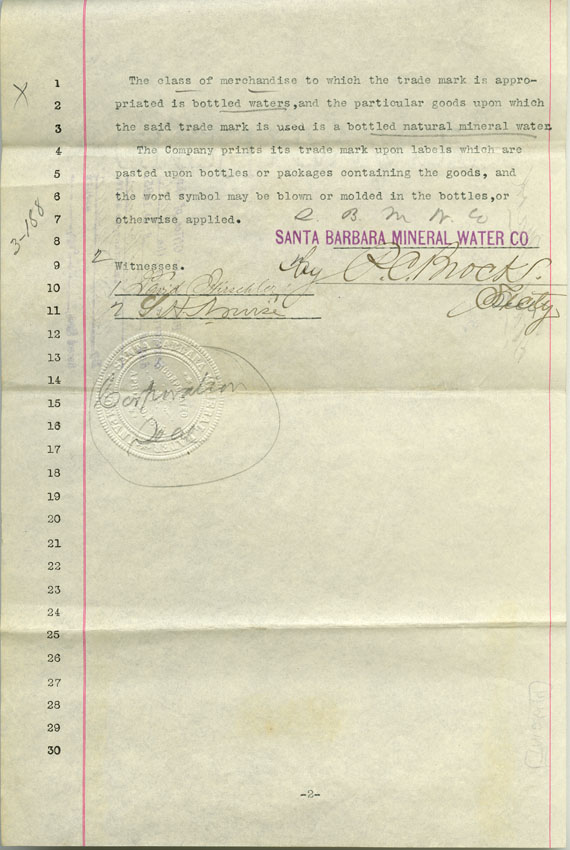 1 The class of merchandise to which the trade mark is appro-
X
2 priated is bottled waters,and the particular goods upon which
3 the said trade mark is used is a bottled natural mineral water.
4 The Company prints its trade mark upon labels which are
5 pasted upon bottles or packages containing the goods, and
6 the word symbol may be blown or molded in the bottles,or
3-188
7 otherwise applied. S. B. M. W. Co
8 SANTA BARBARA MINERAL WATER CO
9 2 Witnesses. By P.C. Brock
10 1 David
Secty
11 2
12
13
14 Corporation
15
16 Seal
17
18
19
20
21
22
23
24
25
26
27
28
29
30
-2-